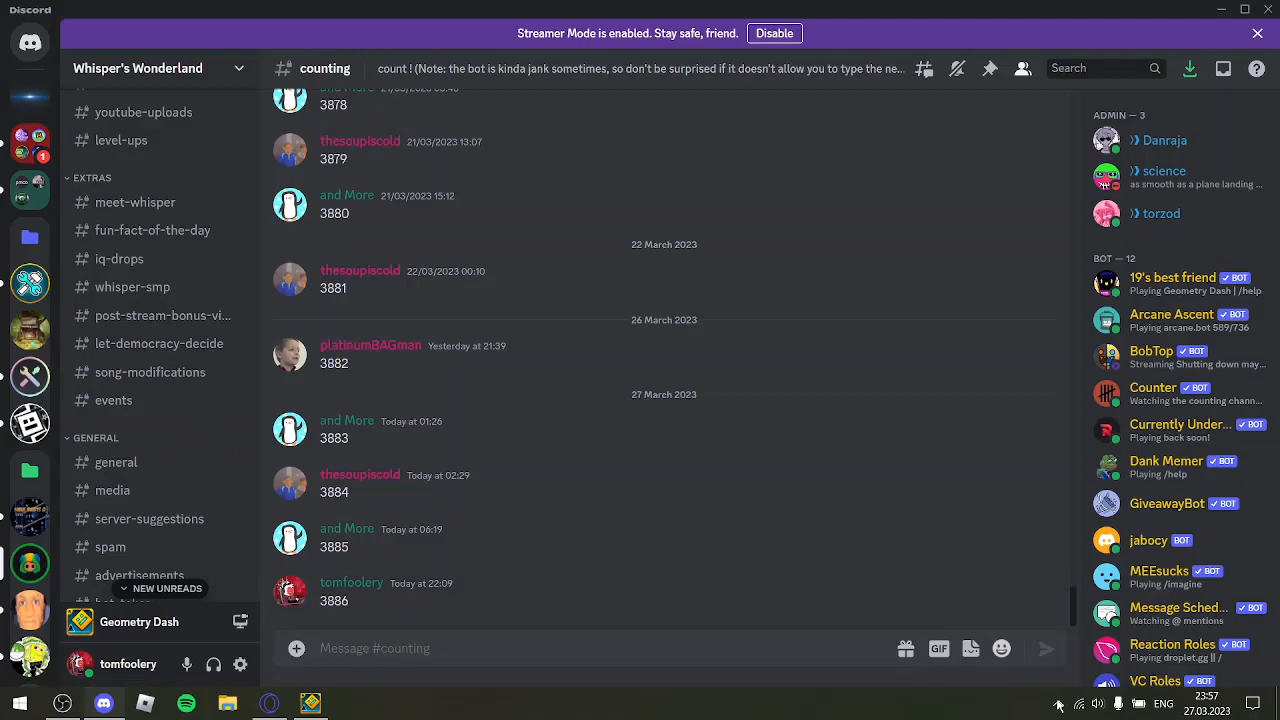 Discord
Streamer Mode is enabled. Stay safe, friend. Disable
Whisper's Wonderland
counting
count ! (Note: the bot is kinda jank sometimes, so don't be surprised if it doesn't allow you to type the ne...
Search
youtube-uploads
level-ups
EXTRAS
meet-whisper
fun-fact-of-the-day
iq-drops
whisper-smp
post-stream-bonus-vi...
let-democracy-decide
song-modifications
events
GENERAL
general
media
server-suggestions
spam
advertisements
NEW UNREADS
Geometry Dash
tomfoolery
1
and More
3878
thesoupiscold 21/03/2023 13:07
3879
and More 21/03/2023 15:12
3880
22 March 2023
thesoupiscold 22/03/2023 00:10
3881
26 March 2023
platinumBAGman Yesterday at 21:39
3882
27 March 2023
and More Today at 01:26
3883
thesoupiscold Today at 02:29
3884
and More Today at 06:19
3885
tomfoolery Today at 22:09
3886
Message #counting
GIF
ADMIN — 3
Danraja
science
as smooth as a plane landing ...
torzod
BOT — 12
19's best friend BOT
Playing Geometry Dash | /help
Arcane Ascent BOT
Playing arcane.bot 589/736
BobTop BOT
Streaming Shutting down may...
Counter BOT
Watching the counting chann...
Currently Under... BOT
Playing back soon!
Dank Memer BOT
Playing /help
GiveawayBot BOT
jabocy BOT
MEEsucks BOT
Playing /imagine
Message Sched... BOT
Watching @ mentions
Reaction Roles BOT
Playing droplet.gg || /
VC Roles BOT
ENG
23:57
27.03.2023